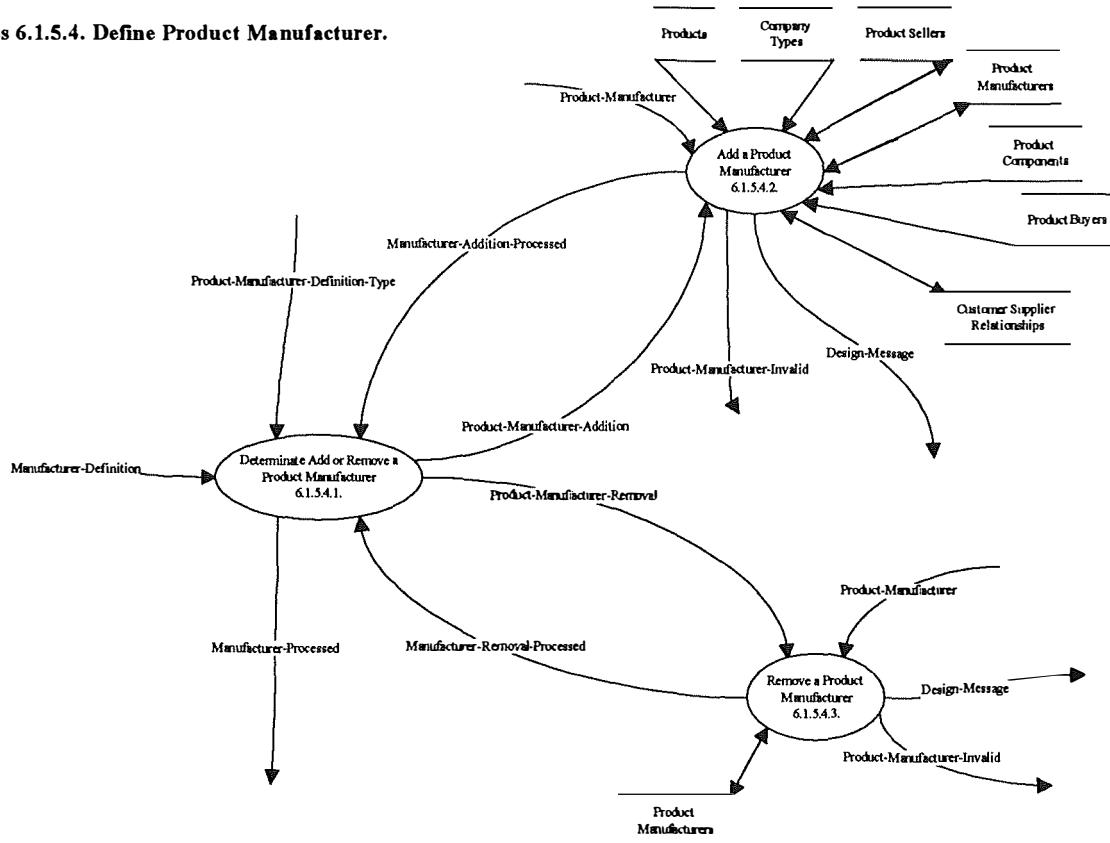 s 6.1.5.4. Define Product Manufacturer.
Products
Company
Types
Product Sellers
Product
Manufacturers
Product-Manufacturer
Product
Components
Add a Product
Manufacturer
6.1.5.4.2.
Product Buyers
Manufacturer-Addition-Processed
Product-Manufacturer-Definition-Type
Customer Supplier
Relationships
Design-Message
Product-Manufacturer-Invalid
Product-Manufacturer-Addition
Manufacturer-Definition
Determinate Add or Remove a
Product Manufacturer
6.1.5.4.1.
Product-Manufacturer-Removal
Product-Manufacturer
Manufacturer-Processed
Manufacturer-Removal-Processed
Remove a Product
Manufacturer
6.1.5.4.3.
Design-Message
Product-Manufacturer-Invalid
Product
Manufacturers